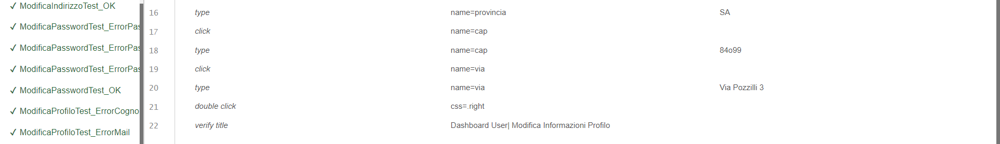 ✓ ModificaIndirizzoTest_OK
✓ ModificaPasswordTest_ErrorPas
✓ ModificaPasswordTest_ErrorPas
✓ ModificaPasswordTest_ErrorPas
✓ ModificaPasswordTest_OK
✓ ModificaProfiloTest_ErrorCogno
✓ ModificaProfiloTest_ErrorMail
16 type name=provincia SA
17 click name=cap
18 type name=cap 84o99
19 click name=via
20 type name=via Via Pozzilli 3
21 double click css=.right
22 verify title Dashboard User| Modifica Informazioni Profilo